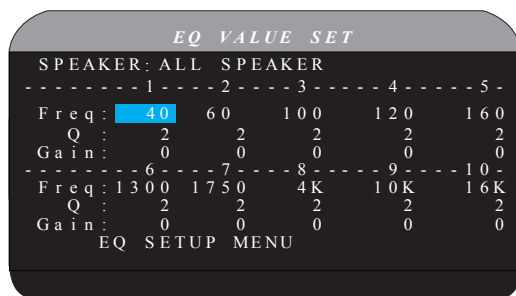 EQ VALUE SET
SPEAKER: ALL SPEAKER
- - - - - - - - 1 - - - - 2 - - - - 3 - - - - - 4 - - - - - 5 -
Freq: 40 60 100 120 160
Q : 2 2 2 2 2
Gain: 0 0 0 0 0
- - - - - - - - 6 - - - - 7 - - - - 8 - - - - - 9 - - - - 10 -
Freq: 1300 1750 4K 10K 16K
Q : 2 2 2 2 2
Gain: 0 0 0 0 0
EQ SETUP MENU